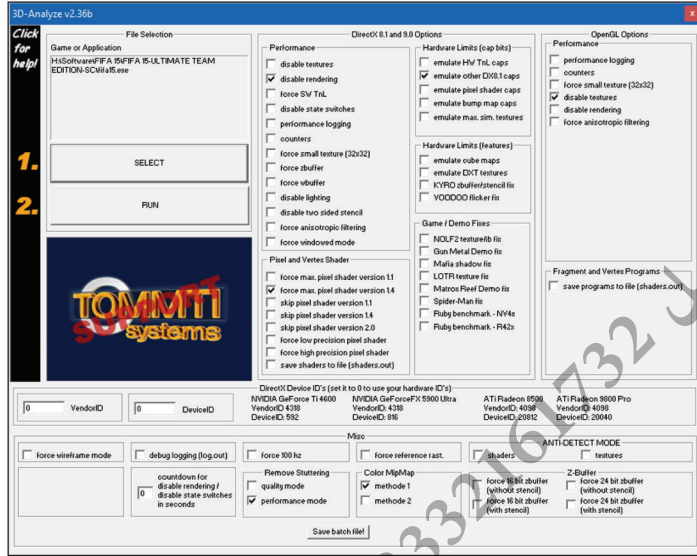 3D-Analyze v2.36b
x
Click
for
help!
1.
2.
File Selection
Game or Application
H:\Software\FIFA 15\FIFA 15-ULTIMATE TEAM
EDITION-SC\fifa15.exe
SELECT
RUN
TOMMTI
SUPPORT
systems
DirectX 8.1 and 9.0 Options
Performance
disable textures
disable rendering
force SW TnL
disable state switches
performance logging
counters
force small texture (32x32)
force zbuffer
force wbuffer
disable lighting
disable two sided stencil
force anisotropic filtering
force windowed mode
Pixel and Vertex Shader
force max. pixel shader version 1.1
force max. pixel shader version 1.4
skip pixel shader version 1.1
skip pixel shader version 1.4
skip pixel shader version 2.0
force low precision pixel shader
force high precision pixel shader
save shaders to file (shaders.out)
Hardware Limits (cap bits)
emulate HW TnL caps
emulate other DX8.1 caps
emulate pixel shader caps
emulate bump map caps
emulate max. sim. textures
Hardware Limits (features)
emulate cube maps
emulate DXT textures
KYRO zbuffer/stencil fix
VOODOO flicker fix
Game / Demo Fixes
NOLF2 texture/ib fix
Gun Metal Demo fix
Mafia shadow fix
LOTR texture fix
Matrox Reef Demo fix
Spider-Man fix
Ruby benchmark - NV4x
Ruby benchmark - R42x
OpenGL Options
Performance
performance logging
counters
force small texture (32x32)
disable textures
disable rendering
force anisotropic filtering
Fragment and Vertex Programs
save programs to file (shaders.out)
DirectX Device ID's (set it to 0 to use your hardware ID's)
0 VendorID
0 DeviceID
NVIDIA GeForce Ti 4600
VendorID 4318
DeviceID: 592
NVIDIA GeForceFX 5900 Ultra
VendorID: 4318
DeviceID: 816
ATi Radeon 8500
VendorID: 4098
DeviceID: 20812
ATi Radeon 9800 Pro
VendorID: 4098
DeviceID: 20040
Misc
force wireframe mode
debug logging (log.out)
force 100 hz
force reference rast.
ANTI-DETECT MODE
shaders
textures
0
countdown for
disable rendering /
disable state switches
in seconds
Remove Stuttering
quality mode
performance mode
Color MipMap
methode 1
methode 2
Z-Buffer
force 16 bit zbuffer
(without stencil)
force 24 bit zbuffer
(without stencil)
force 16 bit zbuffer
(with stencil)
force 24 bit zbuffer
(with stencil)
Save batch file!